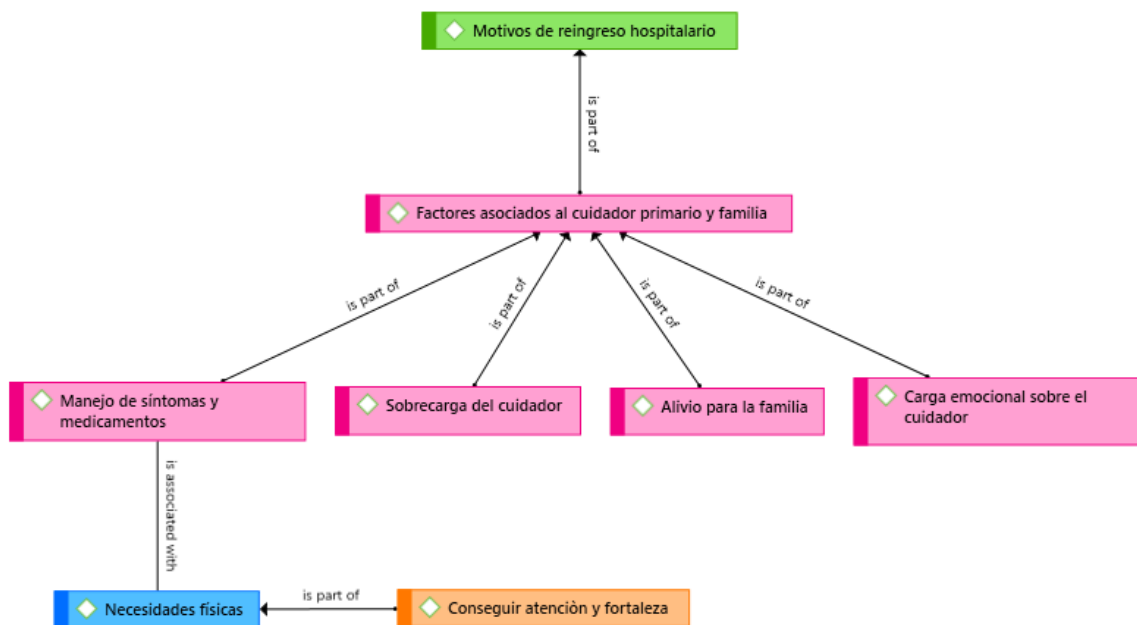 Motivos de reingreso hospitalario
is part of
Factores asociados al cuidador primario y familia
is part of
is part of
is part of
is part of
Manejo de síntomas y
medicamentos
Sobrecarga del cuidador
Alivio para la familia
Carga emocional sobre el
cuidador
is associated with
Necesidades físicas
is part of
Conseguir atenciòn y fortaleza